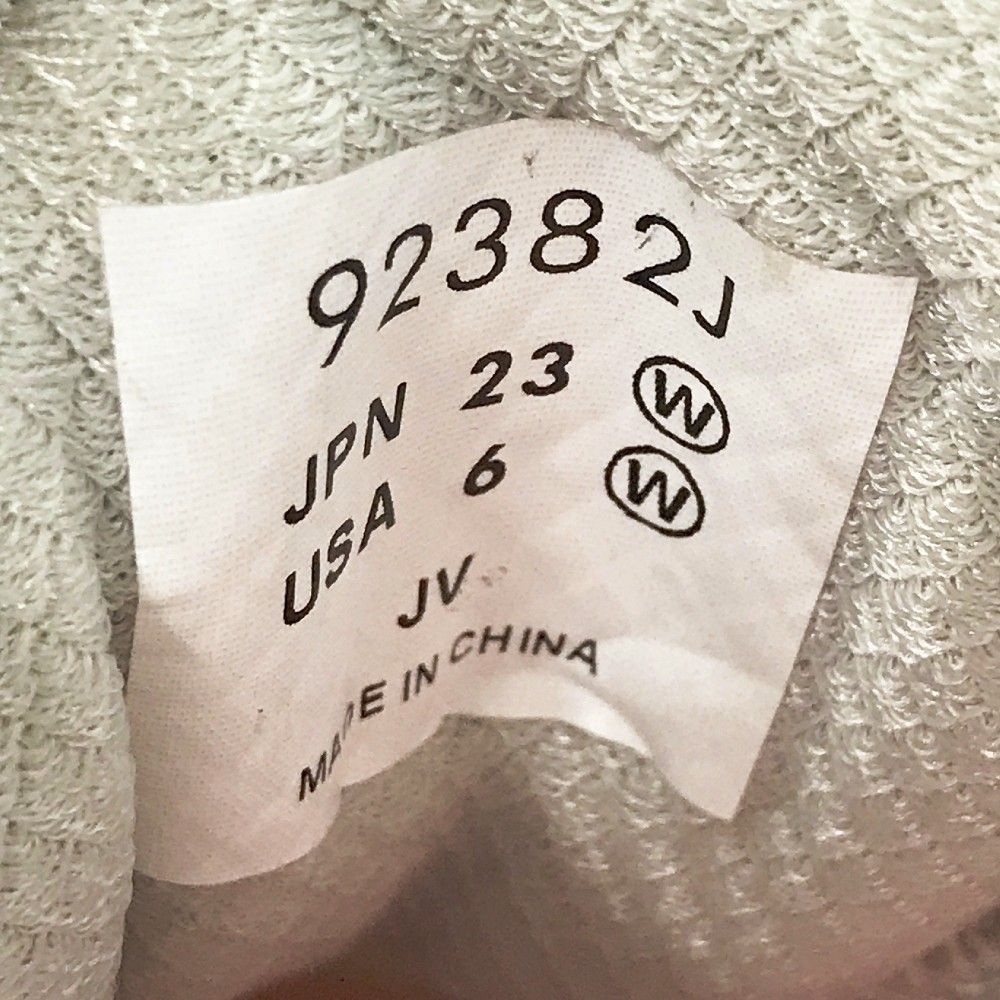 92382J
JPN 23 W
USA 6 W
JV
MADE IN CHINA